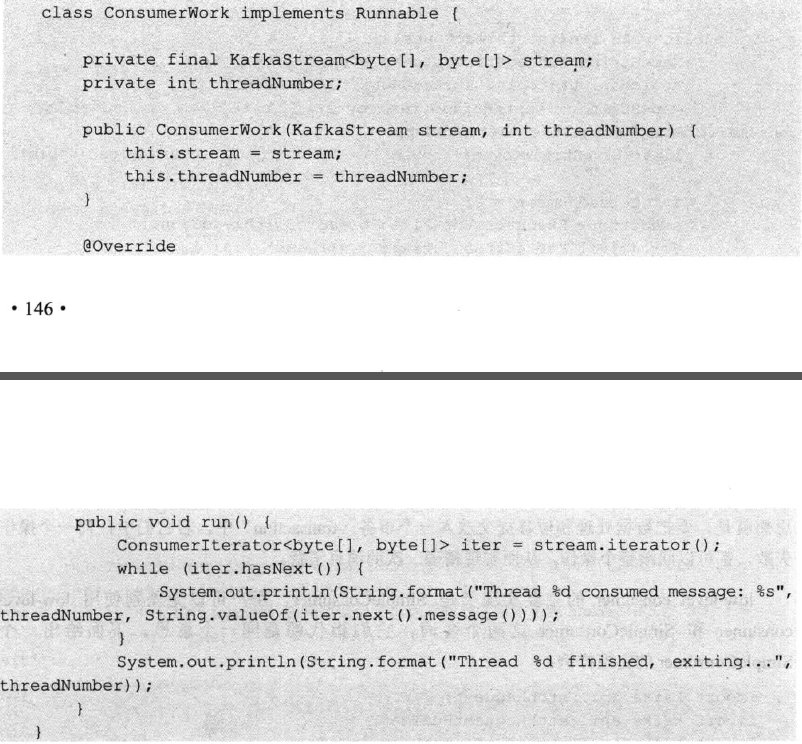 class ConsumerWork implements Runnable {
private final KafkaStream<byte[], byte[]> stream;
private int threadNumber;
public ConsumerWork(KafkaStream stream, int threadNumber) {
this.stream = stream;
this.threadNumber = threadNumber;
}
@Override
• 146 •
public void run() {
ConsumerIterator<byte[], byte[]> iter = stream.iterator();
while (iter.hasNext()) {
System.out.println(String.format("Thread %d consumed message: %s",
threadNumber, String.valueOf(iter.next().message())));
}
System.out.println(String.format("Thread %d finished, exiting...",
threadNumber));
}
}